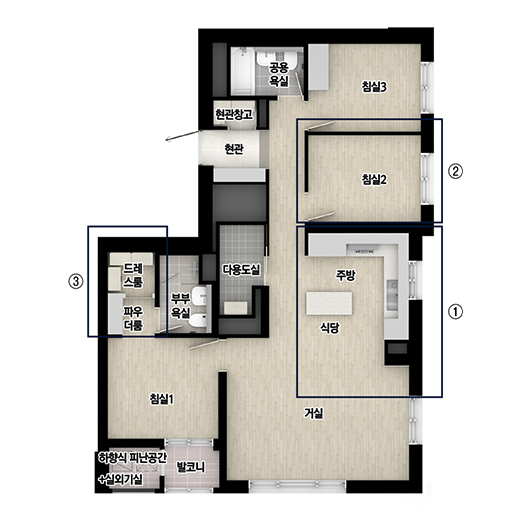 공용
욕실
침실3
현관창고
현관
침실2
②
드레
스룸
③
다용도실
주방
부부
욕실
파우
더룸
식당
①
침실1
거실
하향식 피난공간
+실외기실
발코니